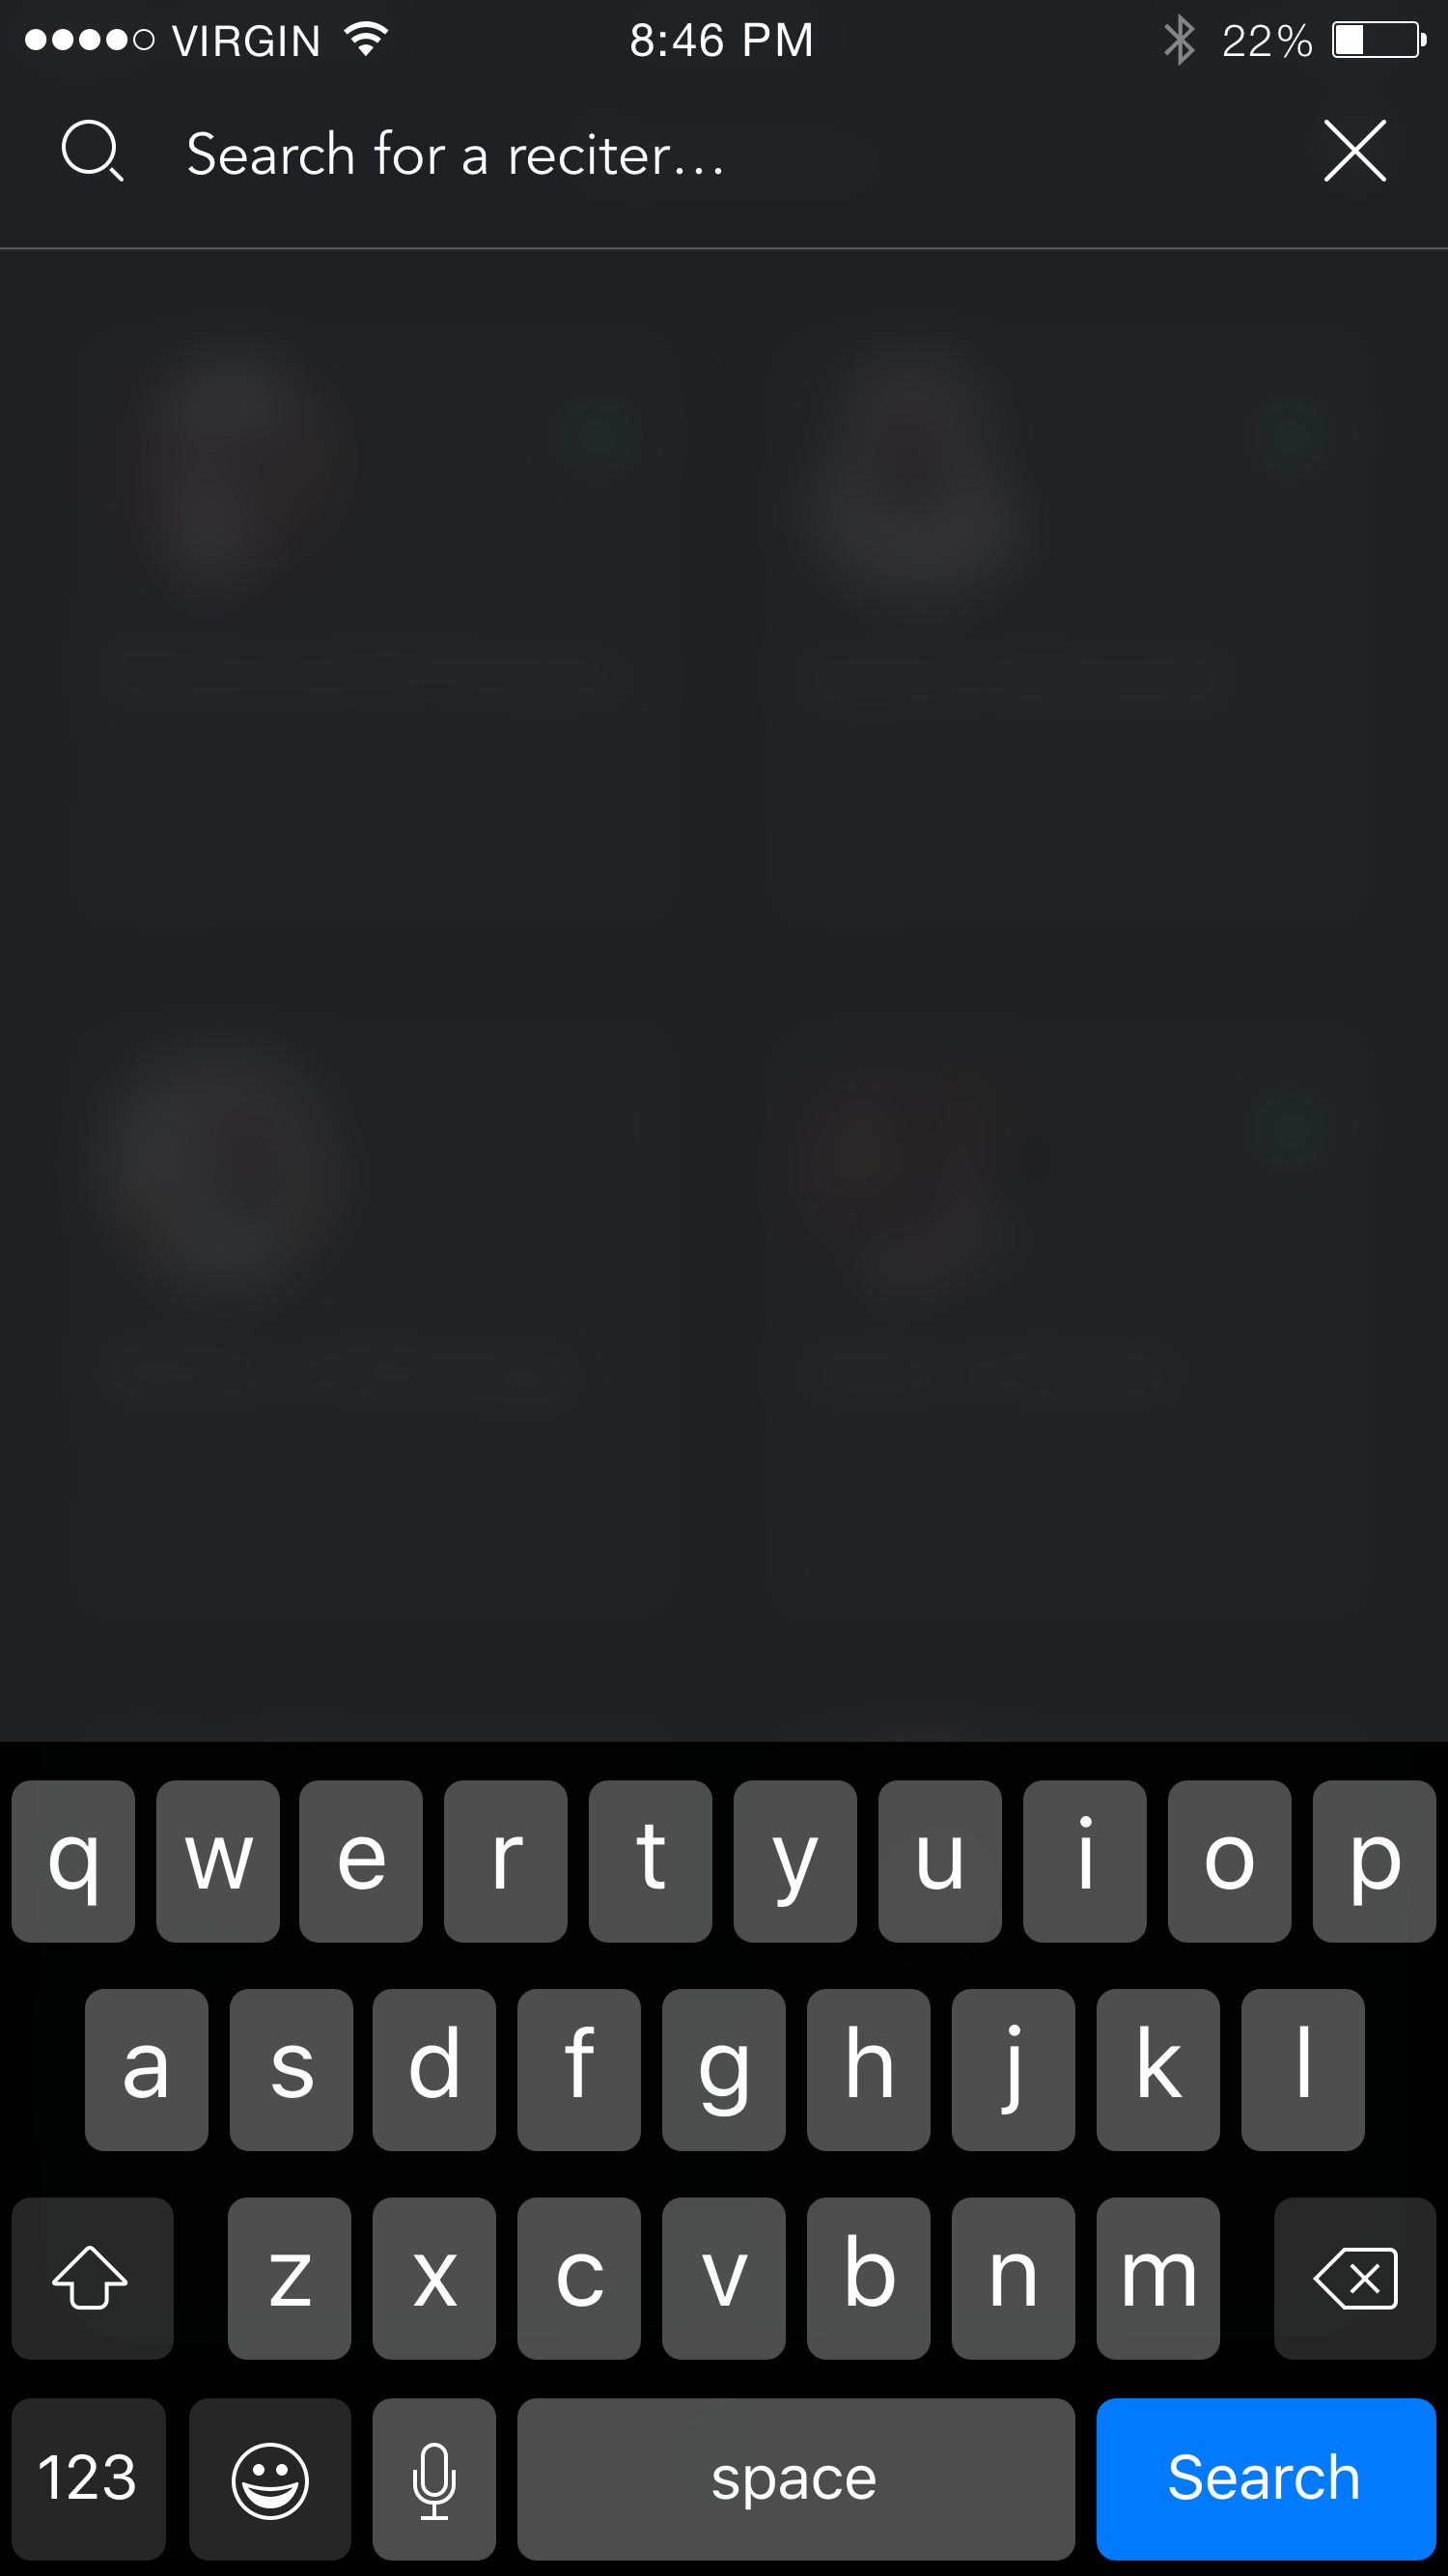 VIRGIN 8:46 PM 22%
Search for a reciter...
q w e r t y u i o p
a s d f g h j k l
z x c v b n m
123 space Search